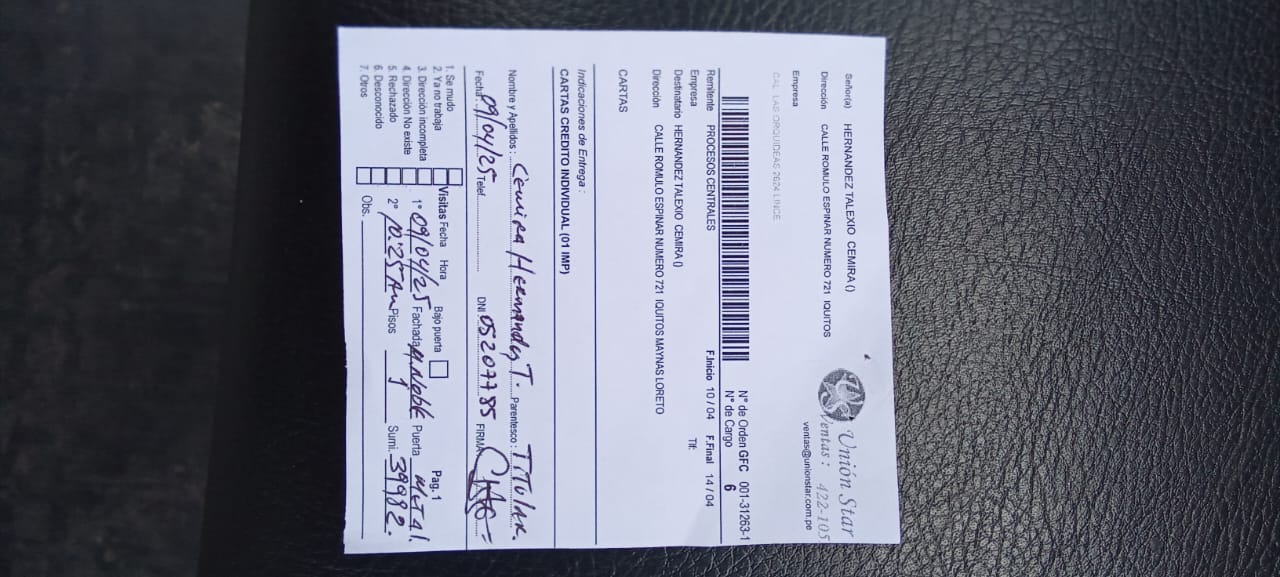 Señor(a) HERNANDEZ TALEXIO CEMIRA ()
Unión Star
Dirección CALLE ROMULO ESPINAR NUMERO 721 IQUITOS
Ventas: 422-105
ventas@unionstar.com.pe
Empresa
CAL. LAS ORQUIDEAS 2624 LINCE
N° de Orden GFC 001-31263-1
N° de Cargo 6
Remitente PROCESOS CENTRALES F.Inicio 10 / 04 F.Final 14 / 04
Empresa Tlf:
Destinatario HERNANDEZ TALEXIO CEMIRA ()
Dirección CALLE ROMULO ESPINAR NUMERO 721 IQUITOS MAYNAS LORETO
CARTAS
Indicaciones de Entrega :
CARTAS CREDITO INDIVIDUAL (01 IMP)
Nombre y Apellidos : Cemira Hernandez T. Parentesco : Titular.
Fecha: 09/04/25 Telef. DNI: 05207785 FIRMA
1. Se mudo
2. Ya no trabaja
3. Dirección incompleta
4. Dirección No existe
5. Rechazado
6. Desconocido
7. Otros
Visitas Fecha Hora Bajo puerta Pag. 1
1° 09/04/25 Fachada M. Noble Puerta Metal.
2° 10:25 AM Pisos 1 Sumi. 39982.
Obs.